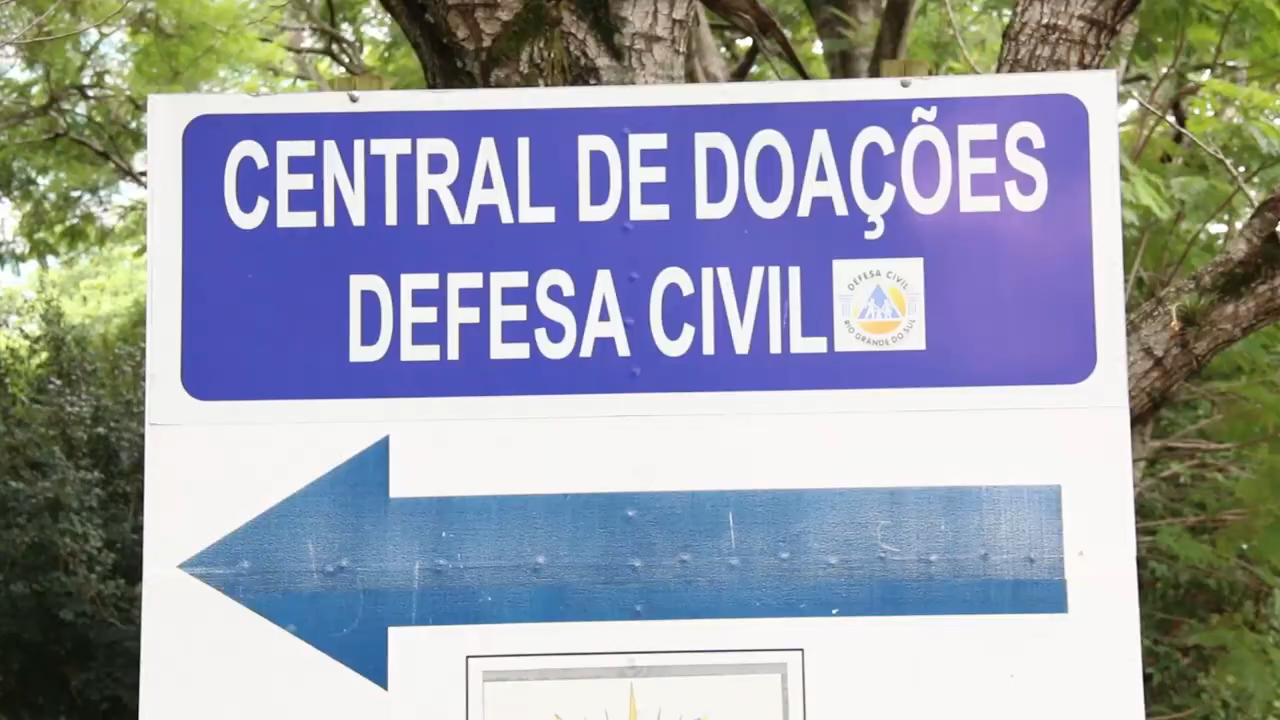 CENTRAL DE DOAÇÕES
DEFESA CIVIL
DEFESA CIVIL
RIO GRANDE DO SUL